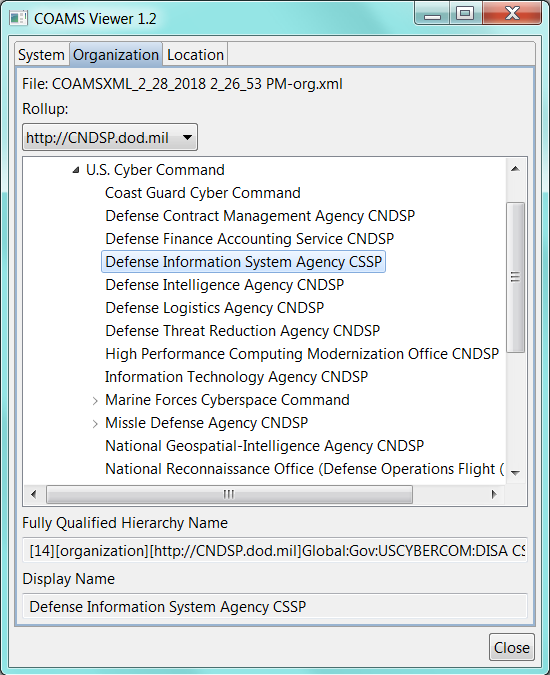 COAMS Viewer 1.2
System Organization Location
File: COAMSXML_2_28_2018 2_26_53 PM-org.xml
Rollup:
http://CNDSP.dod.mil
U.S. Cyber Command
Coast Guard Cyber Command
Defense Contract Management Agency CNDSP
Defense Finance Accounting Service CNDSP
Defense Information System Agency CSSP
Defense Intelligence Agency CNDSP
Defense Logistics Agency CNDSP
Defense Threat Reduction Agency CNDSP
High Performance Computing Modernization Office CNDSP
Information Technology Agency CNDSP
Marine Forces Cyberspace Command
Missle Defense Agency CNDSP
National Geospatial-Intelligence Agency CNDSP
National Reconnaissance Office (Defense Operations Flight (
Fully Qualified Hierarchy Name
[14][organization][http://CNDSP.dod.mil]Global:Gov:USCYBERCOM:DISA CS
Display Name
Defense Information System Agency CSSP
Close